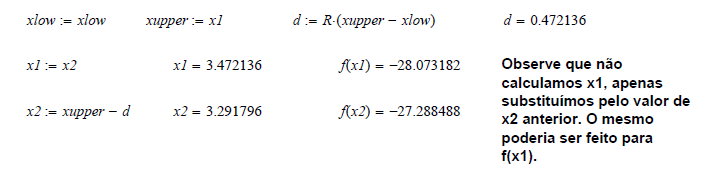 xlow := xlow xupper := x1 d := R·(xupper − xlow) d = 0.472136
x1 := x2 x1 = 3.472136 f(x1) = −28.073182 Observe que não
calculamos x1, apenas
x2 := xupper − d x2 = 3.291796 f(x2) = −27.288488 substituímos pelo valor de
x2 anterior. O mesmo
poderia ser feito para
f(x1).